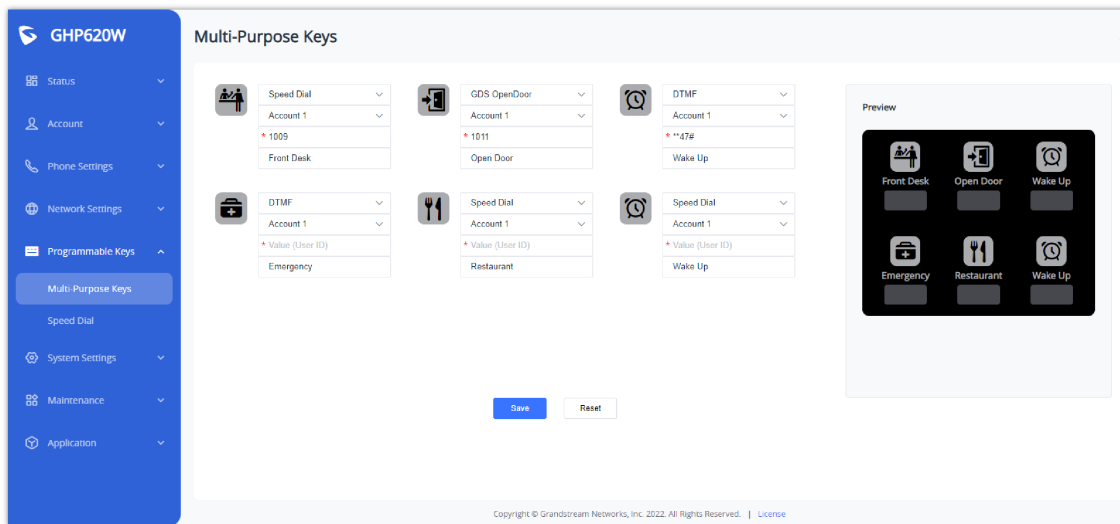 GHP620W
Status
Account
Phone Settings
Network Settings
Programmable Keys
Multi-Purpose Keys
Speed Dial
System Settings
Maintenance
Application
Multi-Purpose Keys
Speed Dial
Account 1
* 1009
Front Desk
GDS OpenDoor
Account 1
* 1011
Open Door
DTMF
Account 1
* **47#
Wake Up
DTMF
Account 1
* Value (User ID)
Emergency
Speed Dial
Account 1
* Value (User ID)
Restaurant
Speed Dial
Account 1
* Value (User ID)
Wake Up
Save Reset
Preview
Front Desk Open Door Wake Up
Emergency Restaurant Wake Up
Copyright © Grandstream Networks, Inc. 2022. All Rights Reserved. | License